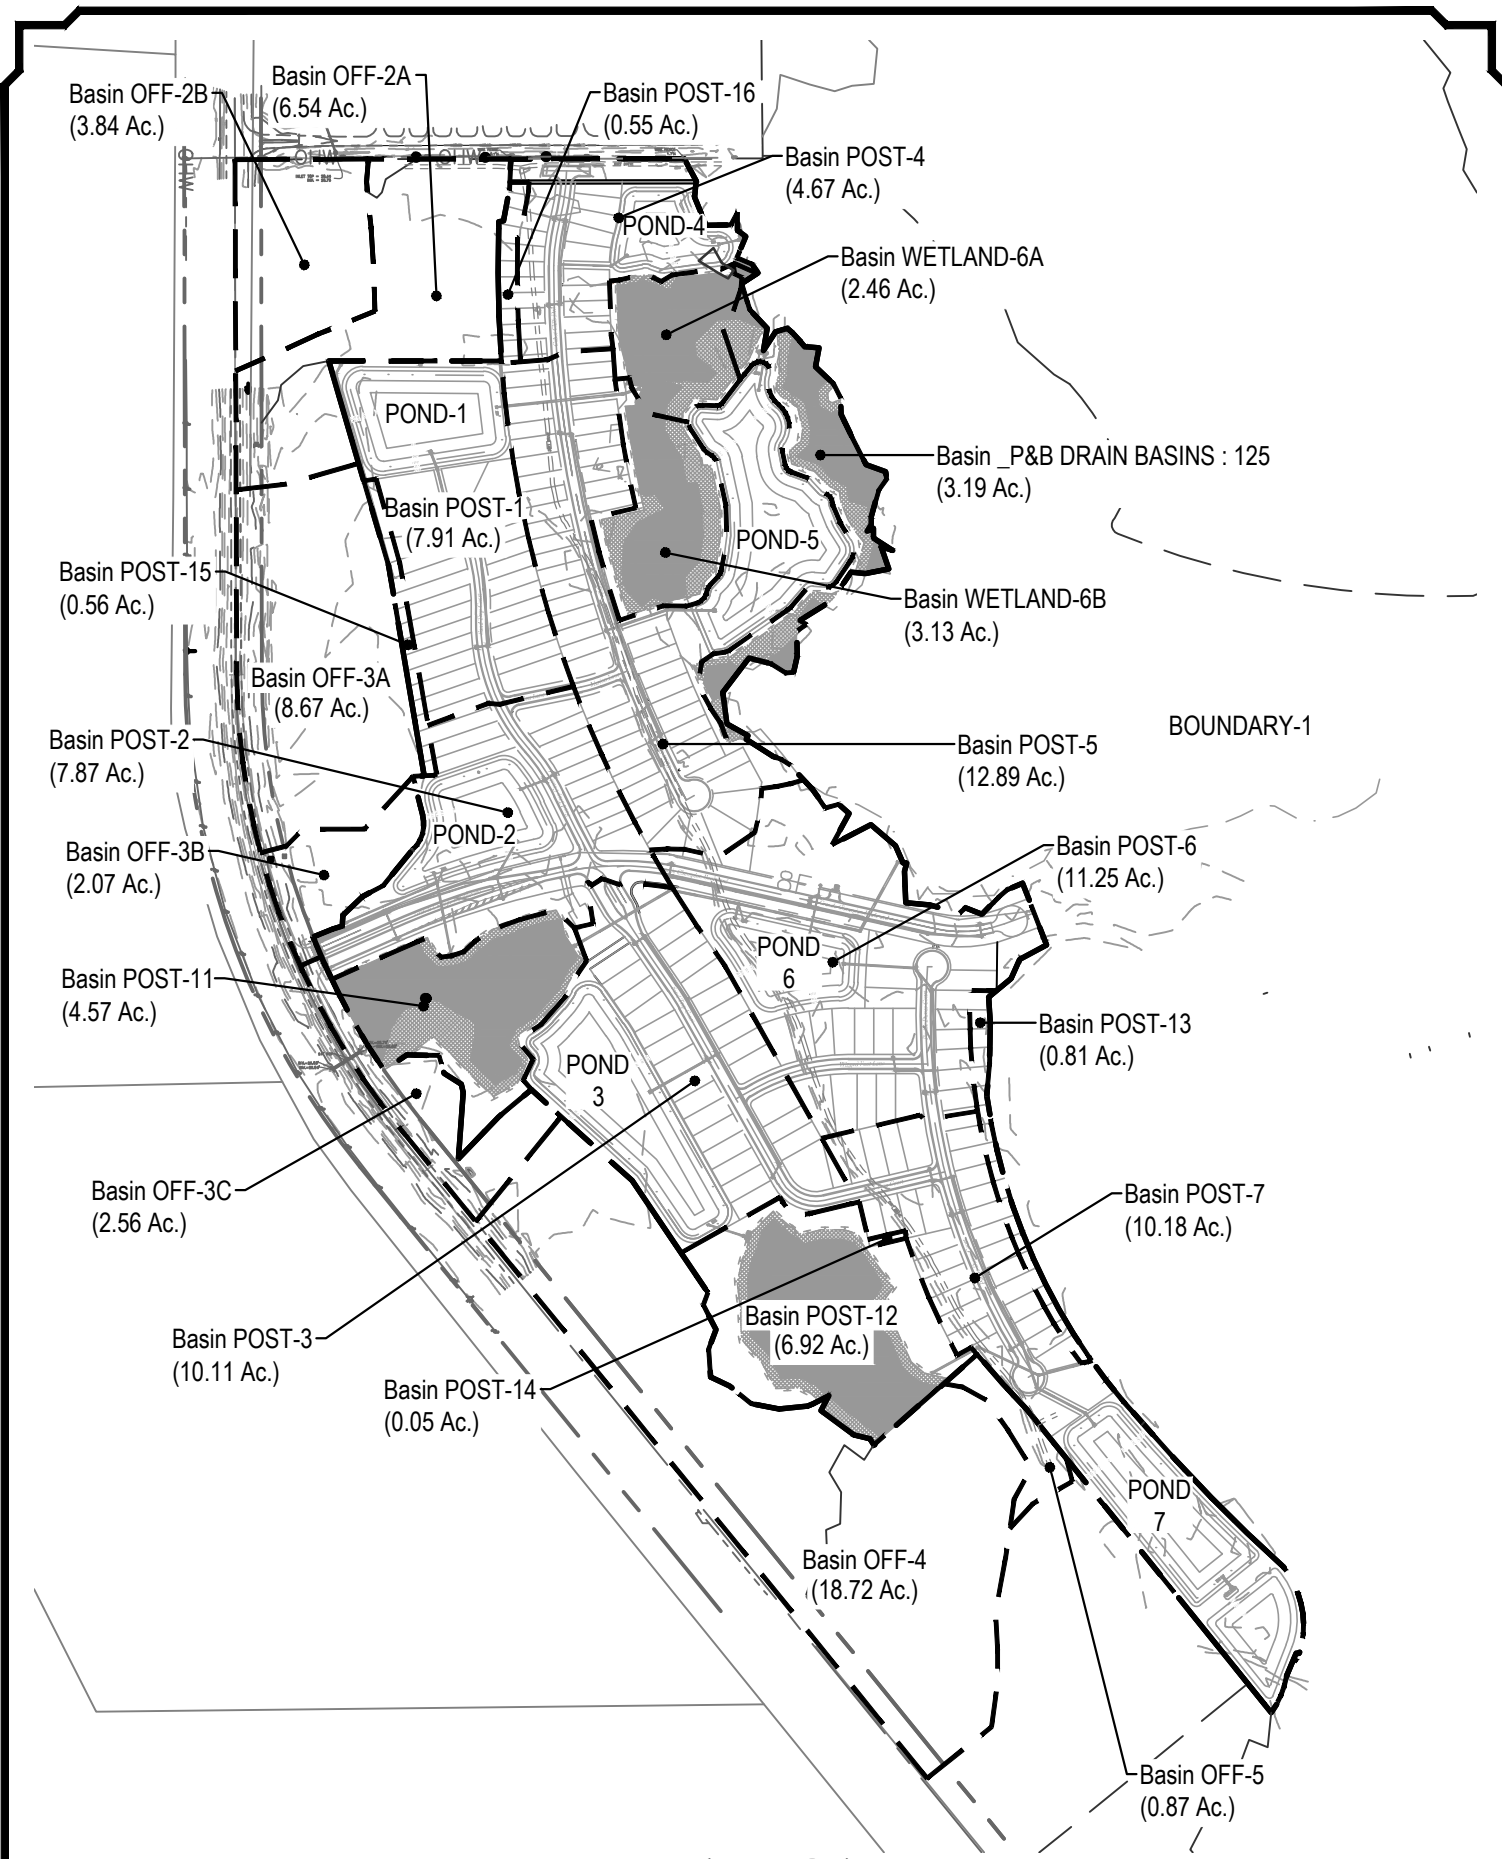 Basin OFF-2A
(6.54 Ac.)
Basin OFF-2B
(3.84 Ac.)
Basin POST-16
(0.55 Ac.)
OHW
OHW
OHW
Basin POST-4
(4.67 Ac.)
POND-4
Basin WETLAND-6A
(2.46 Ac.)
POND-1
Basin _P&B DRAIN BASINS : 125
(3.19 Ac.)
Basin POST-1
(7.91 Ac.)
POND-5
Basin POST-15
(0.56 Ac.)
Basin WETLAND-6B
(3.13 Ac.)
Basin OFF-3A
(8.67 Ac.)
BOUNDARY-1
Basin POST-2
(7.87 Ac.)
Basin POST-5
(12.89 Ac.)
POND-2
Basin OFF-3B
(2.07 Ac.)
Basin POST-6
(11.25 Ac.)
POND
6
Basin POST-11
(4.57 Ac.)
Basin POST-13
(0.81 Ac.)
POND
3
Basin OFF-3C
(2.56 Ac.)
Basin POST-7
(10.18 Ac.)
Basin POST-12
(6.92 Ac.)
Basin POST-3
(10.11 Ac.)
Basin POST-14
(0.05 Ac.)
POND
7
Basin OFF-4
(18.72 Ac.)
Basin OFF-5
(0.87 Ac.)